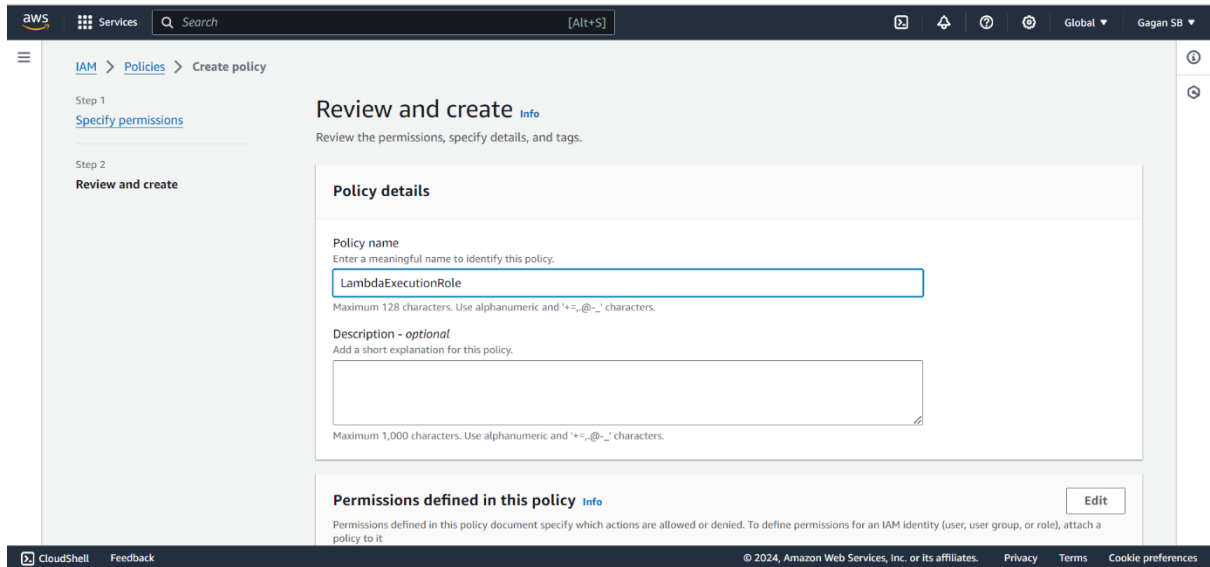 aws Services Search [Alt+S] Global ▼ Gagan SB ▼
IAM > Policies > Create policy
Step 1
Specify permissions
Step 2
Review and create
Review and create Info
Review the permissions, specify details, and tags.
Policy details
Policy name
Enter a meaningful name to identify this policy.
LambdaExecutionRole
Maximum 128 characters. Use alphanumeric and '+=,.@-_' characters.
Description - optional
Add a short explanation for this policy.
Maximum 1,000 characters. Use alphanumeric and '+=,.@-_' characters.
Permissions defined in this policy Info Edit
Permissions defined in this policy document specify which actions are allowed or denied. To define permissions for an IAM identity (user, user group, or role), attach a
policy to it
CloudShell Feedback © 2024, Amazon Web Services, Inc. or its affiliates. Privacy Terms Cookie preferences